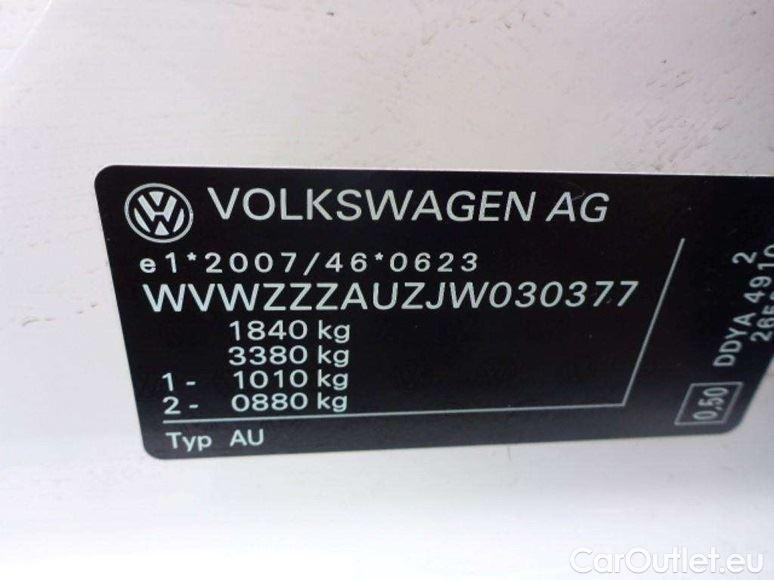 VOLKSWAGEN AG
e1*2007/46*0623
WVWZZZAUZJW030377
1840 kg
3380 kg
1 - 1010 kg
2 - 0880 kg
Typ AU
2
DDYA 4910
0,50
CarOutlet.eu